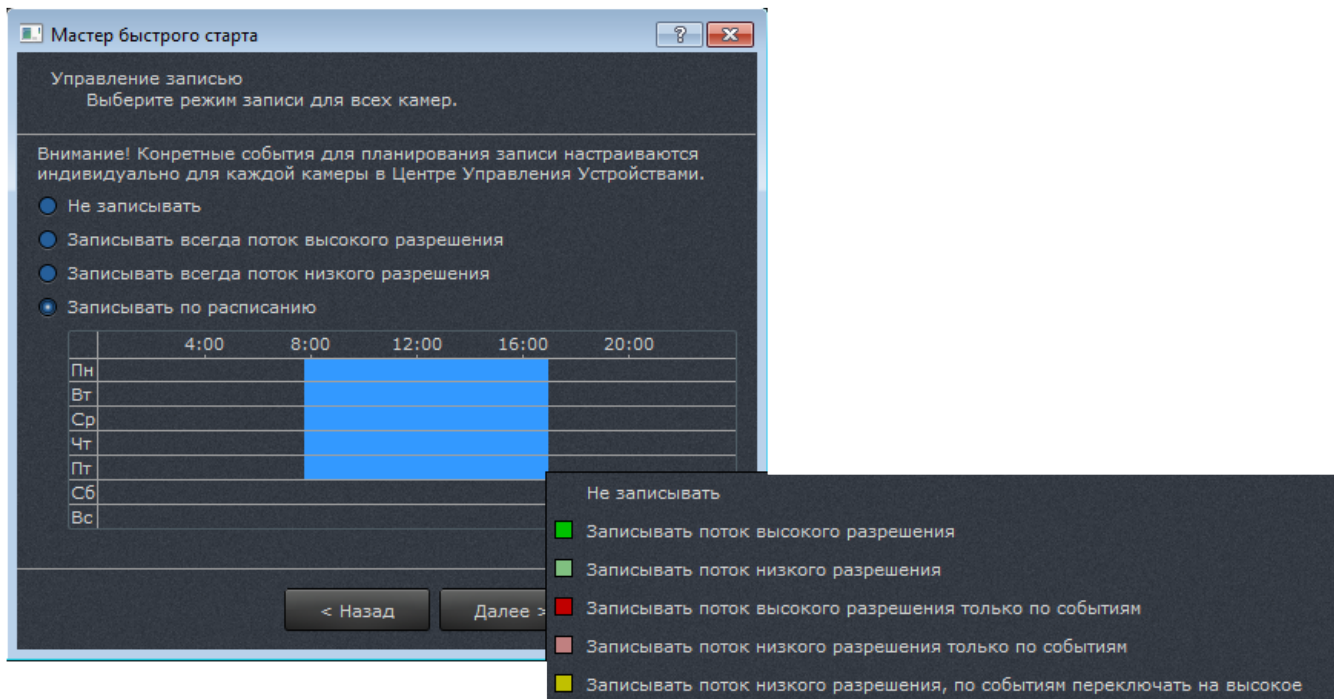 Мастер быстрого старта
?
Управление записью
Выберите режим записи для всех камер.
Внимание! Конретные события для планирования записи настраиваются
индивидуально для каждой камеры в Центре Управления Устройствами.
Не записывать
Записывать всегда поток высокого разрешения
Записывать всегда поток низкого разрешения
Записывать по расписанию
4:00 8:00 12:00 16:00 20:00
Пн
Вт
Ср
Чт
Пт
Сб
Вс
Не записывать
Записывать поток высокого разрешения
Записывать поток низкого разрешения
< Назад Далее >
Записывать поток высокого разрешения только по событиям
Записывать поток низкого разрешения только по событиям
Записывать поток низкого разрешения, по событиям переключать на высокое